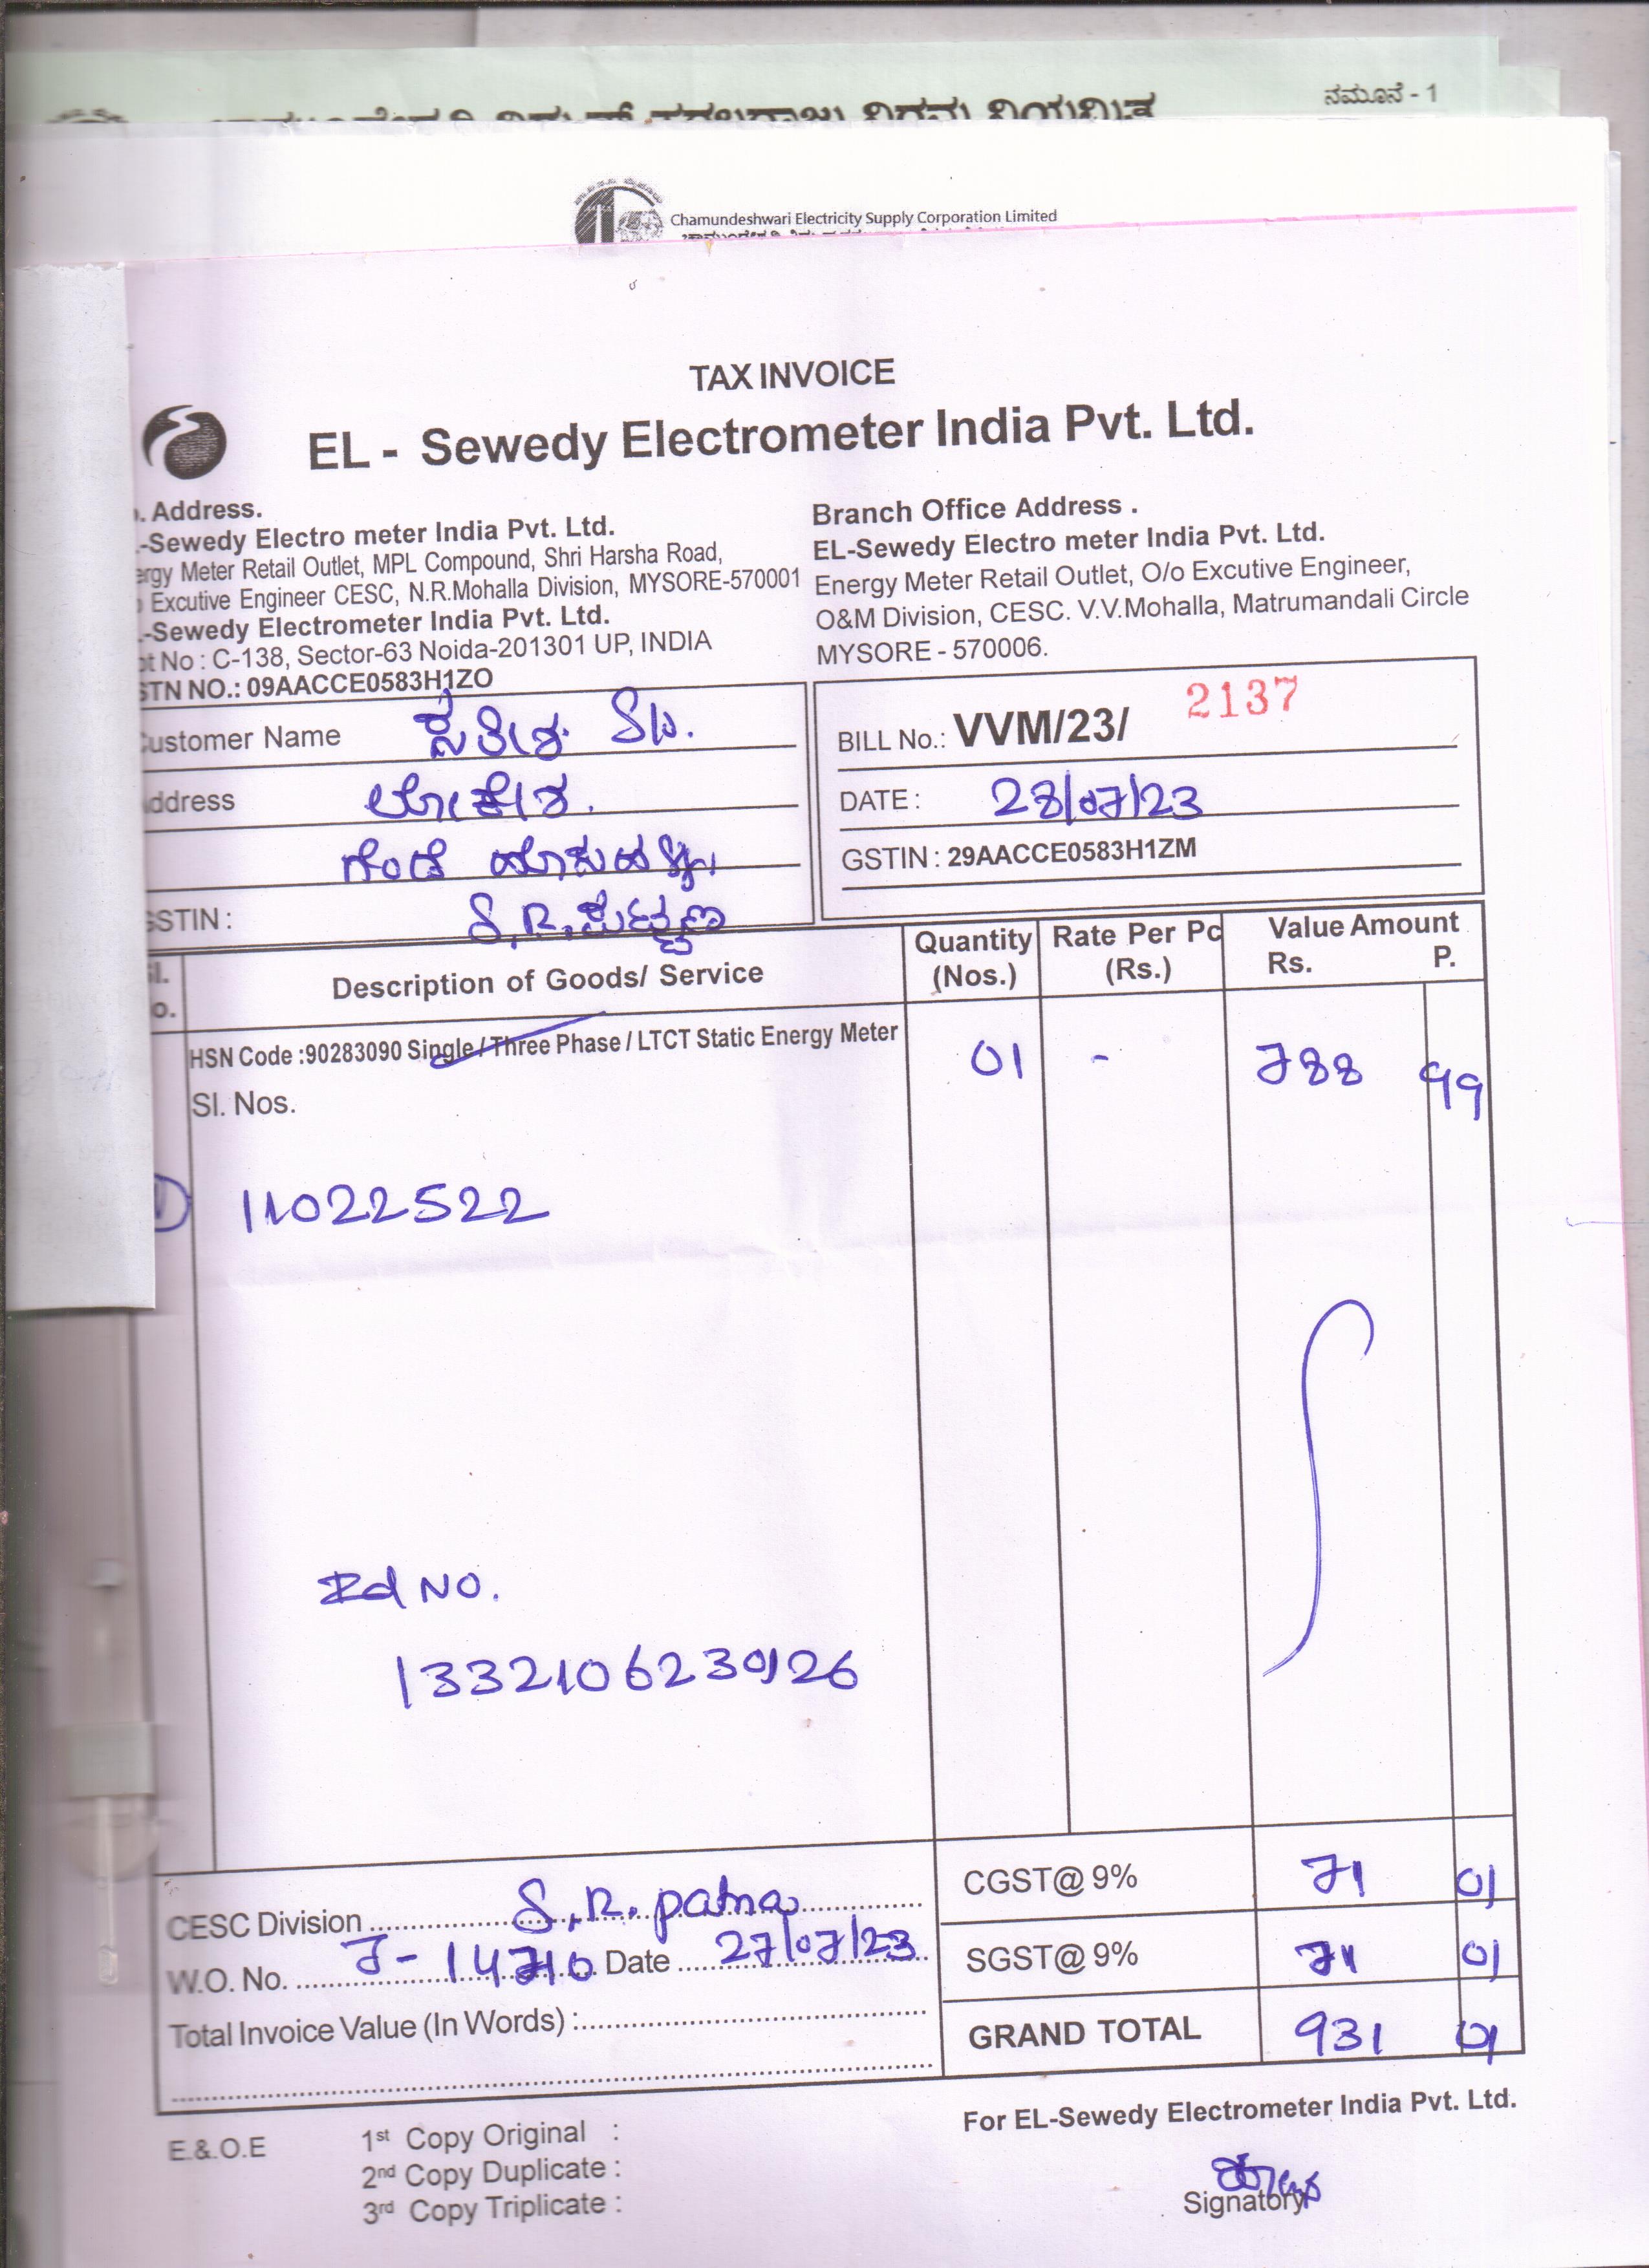 ನಮೂನೆ - 1
Chamundeshwari Electricity Supply Corporation Limited
TAX INVOICE
EL - Sewedy Electrometer India Pvt. Ltd.
. Address.
-Sewedy Electro meter India Pvt. Ltd.
ergy Meter Retail Outlet, MPL Compound, Shri Harsha Road,
Excutive Engineer CESC, N.R.Mohalla Division, MYSORE-570001
-Sewedy Electrometer India Pvt. Ltd.
ot No : C-138, Sector-63 Noida-201301 UP, INDIA
STN NO.: 09AACCE0583H1ZO
Branch Office Address .
EL-Sewedy Electro meter India Pvt. Ltd.
Energy Meter Retail Outlet, O/o Excutive Engineer,
O&M Division, CESC. V.V.Mohalla, Matrumandali Circle
MYSORE - 570006.
ustomer Name
ddress ಲೋಕೇಶ.
STIN : S.R.
BILL No.: VVM/23/ 2137
DATE : 28/07/23
GSTIN : 29AACCE0583H1ZM
Description of Goods/ Service
Quantity (Nos.)
Rate Per Pc (Rs.)
Value Amount
Rs. P.
HSN Code :90283090 Single / Three Phase / LTCT Static Energy Meter 01 - 788 99
Sl. Nos.
11022522
Id NO.
1332106230126
CESC Division S.R. patna
W.O. No. J-14710 Date 27/07/23
Total Invoice Value (In Words) :
CGST@ 9% 71 01
SGST@ 9% 71 01
GRAND TOTAL 931 01
For EL-Sewedy Electrometer India Pvt. Ltd.
E.&.O.E
1st Copy Original :
2nd Copy Duplicate :
3rd Copy Triplicate :
Signatory